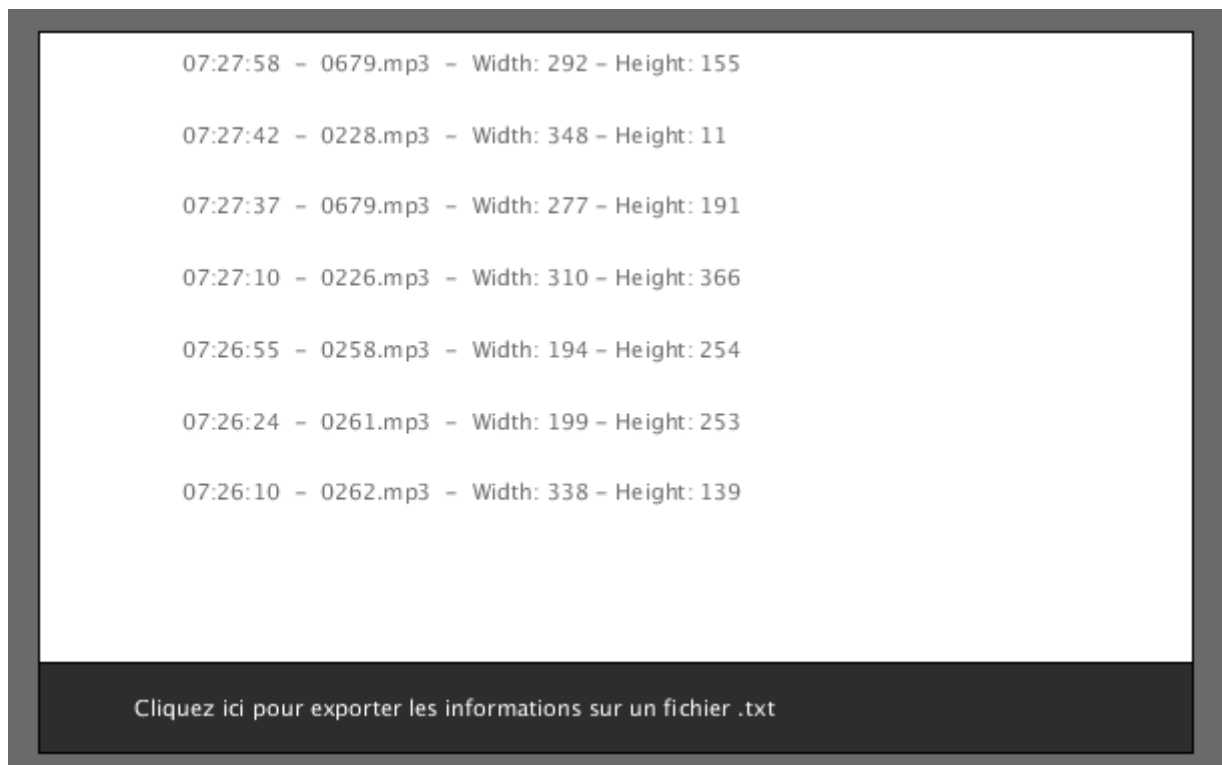 07:27:58 – 0679.mp3 – Width: 292 – Height: 155
07:27:42 – 0228.mp3 – Width: 348 – Height: 11
07:27:37 – 0679.mp3 – Width: 277 – Height: 191
07:27:10 – 0226.mp3 – Width: 310 – Height: 366
07:26:55 – 0258.mp3 – Width: 194 – Height: 254
07:26:24 – 0261.mp3 – Width: 199 – Height: 253
07:26:10 – 0262.mp3 – Width: 338 – Height: 139
Cliquez ici pour exporter les informations sur un fichier .txt